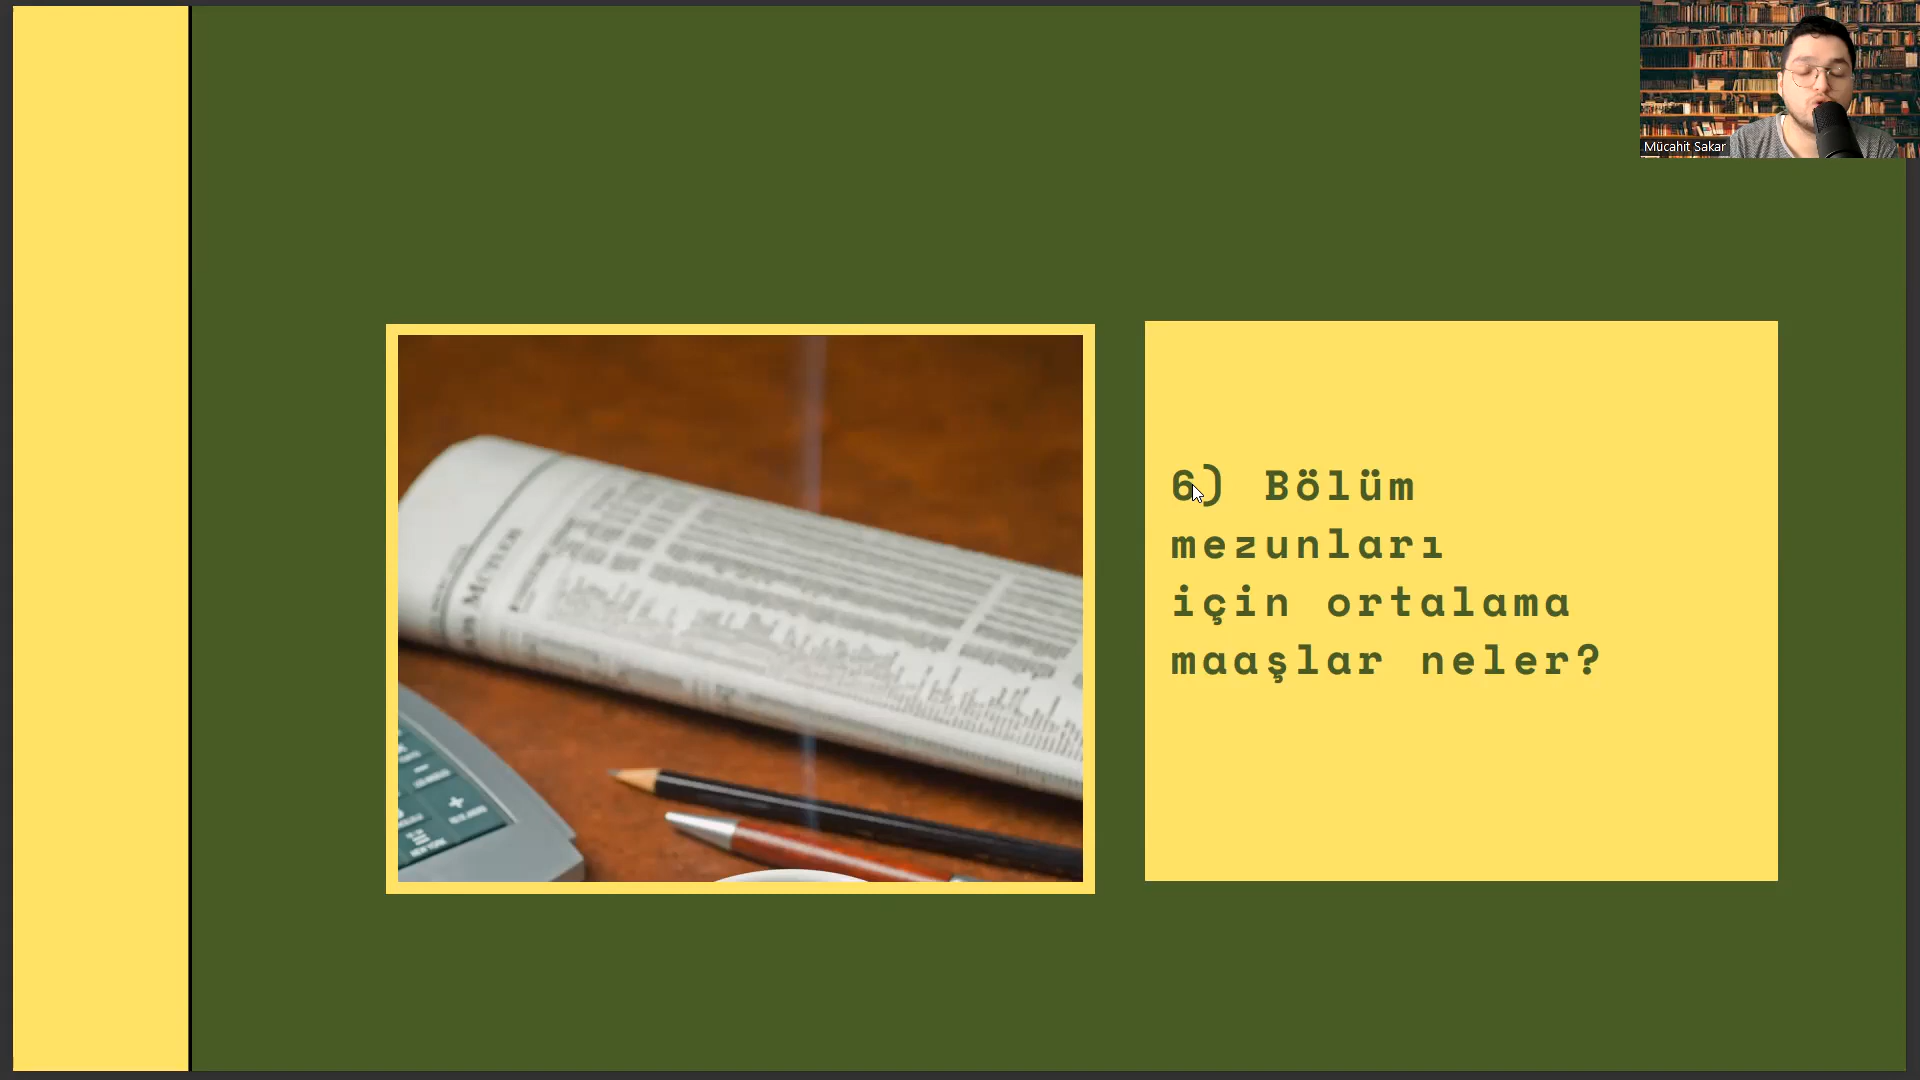 Mücahit Sakar
6) Bölüm
mezunları
için ortalama
maaşlar neler?